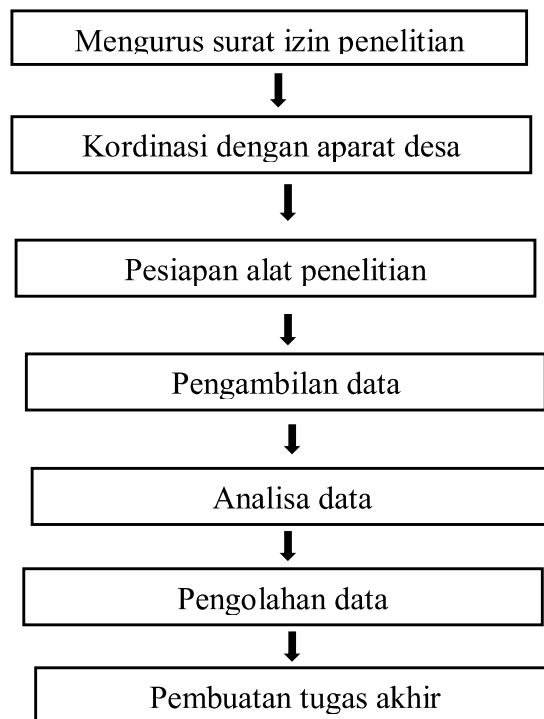 Mengurus surat izin penelitian
Kordinasi dengan aparat desa
Pesiapan alat penelitian
Pengambilan data
Analisa data
Pengolahan data
Pembuatan tugas akhir